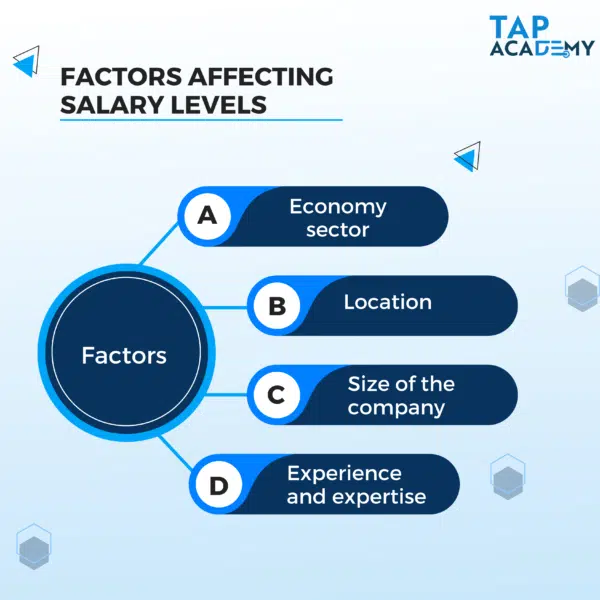 TAP
ACADEMY
FACTORS AFFECTING
SALARY LEVELS
A
Economy
sector
B
Location
Factors
C
Size of the
company
D
Experience
and expertise